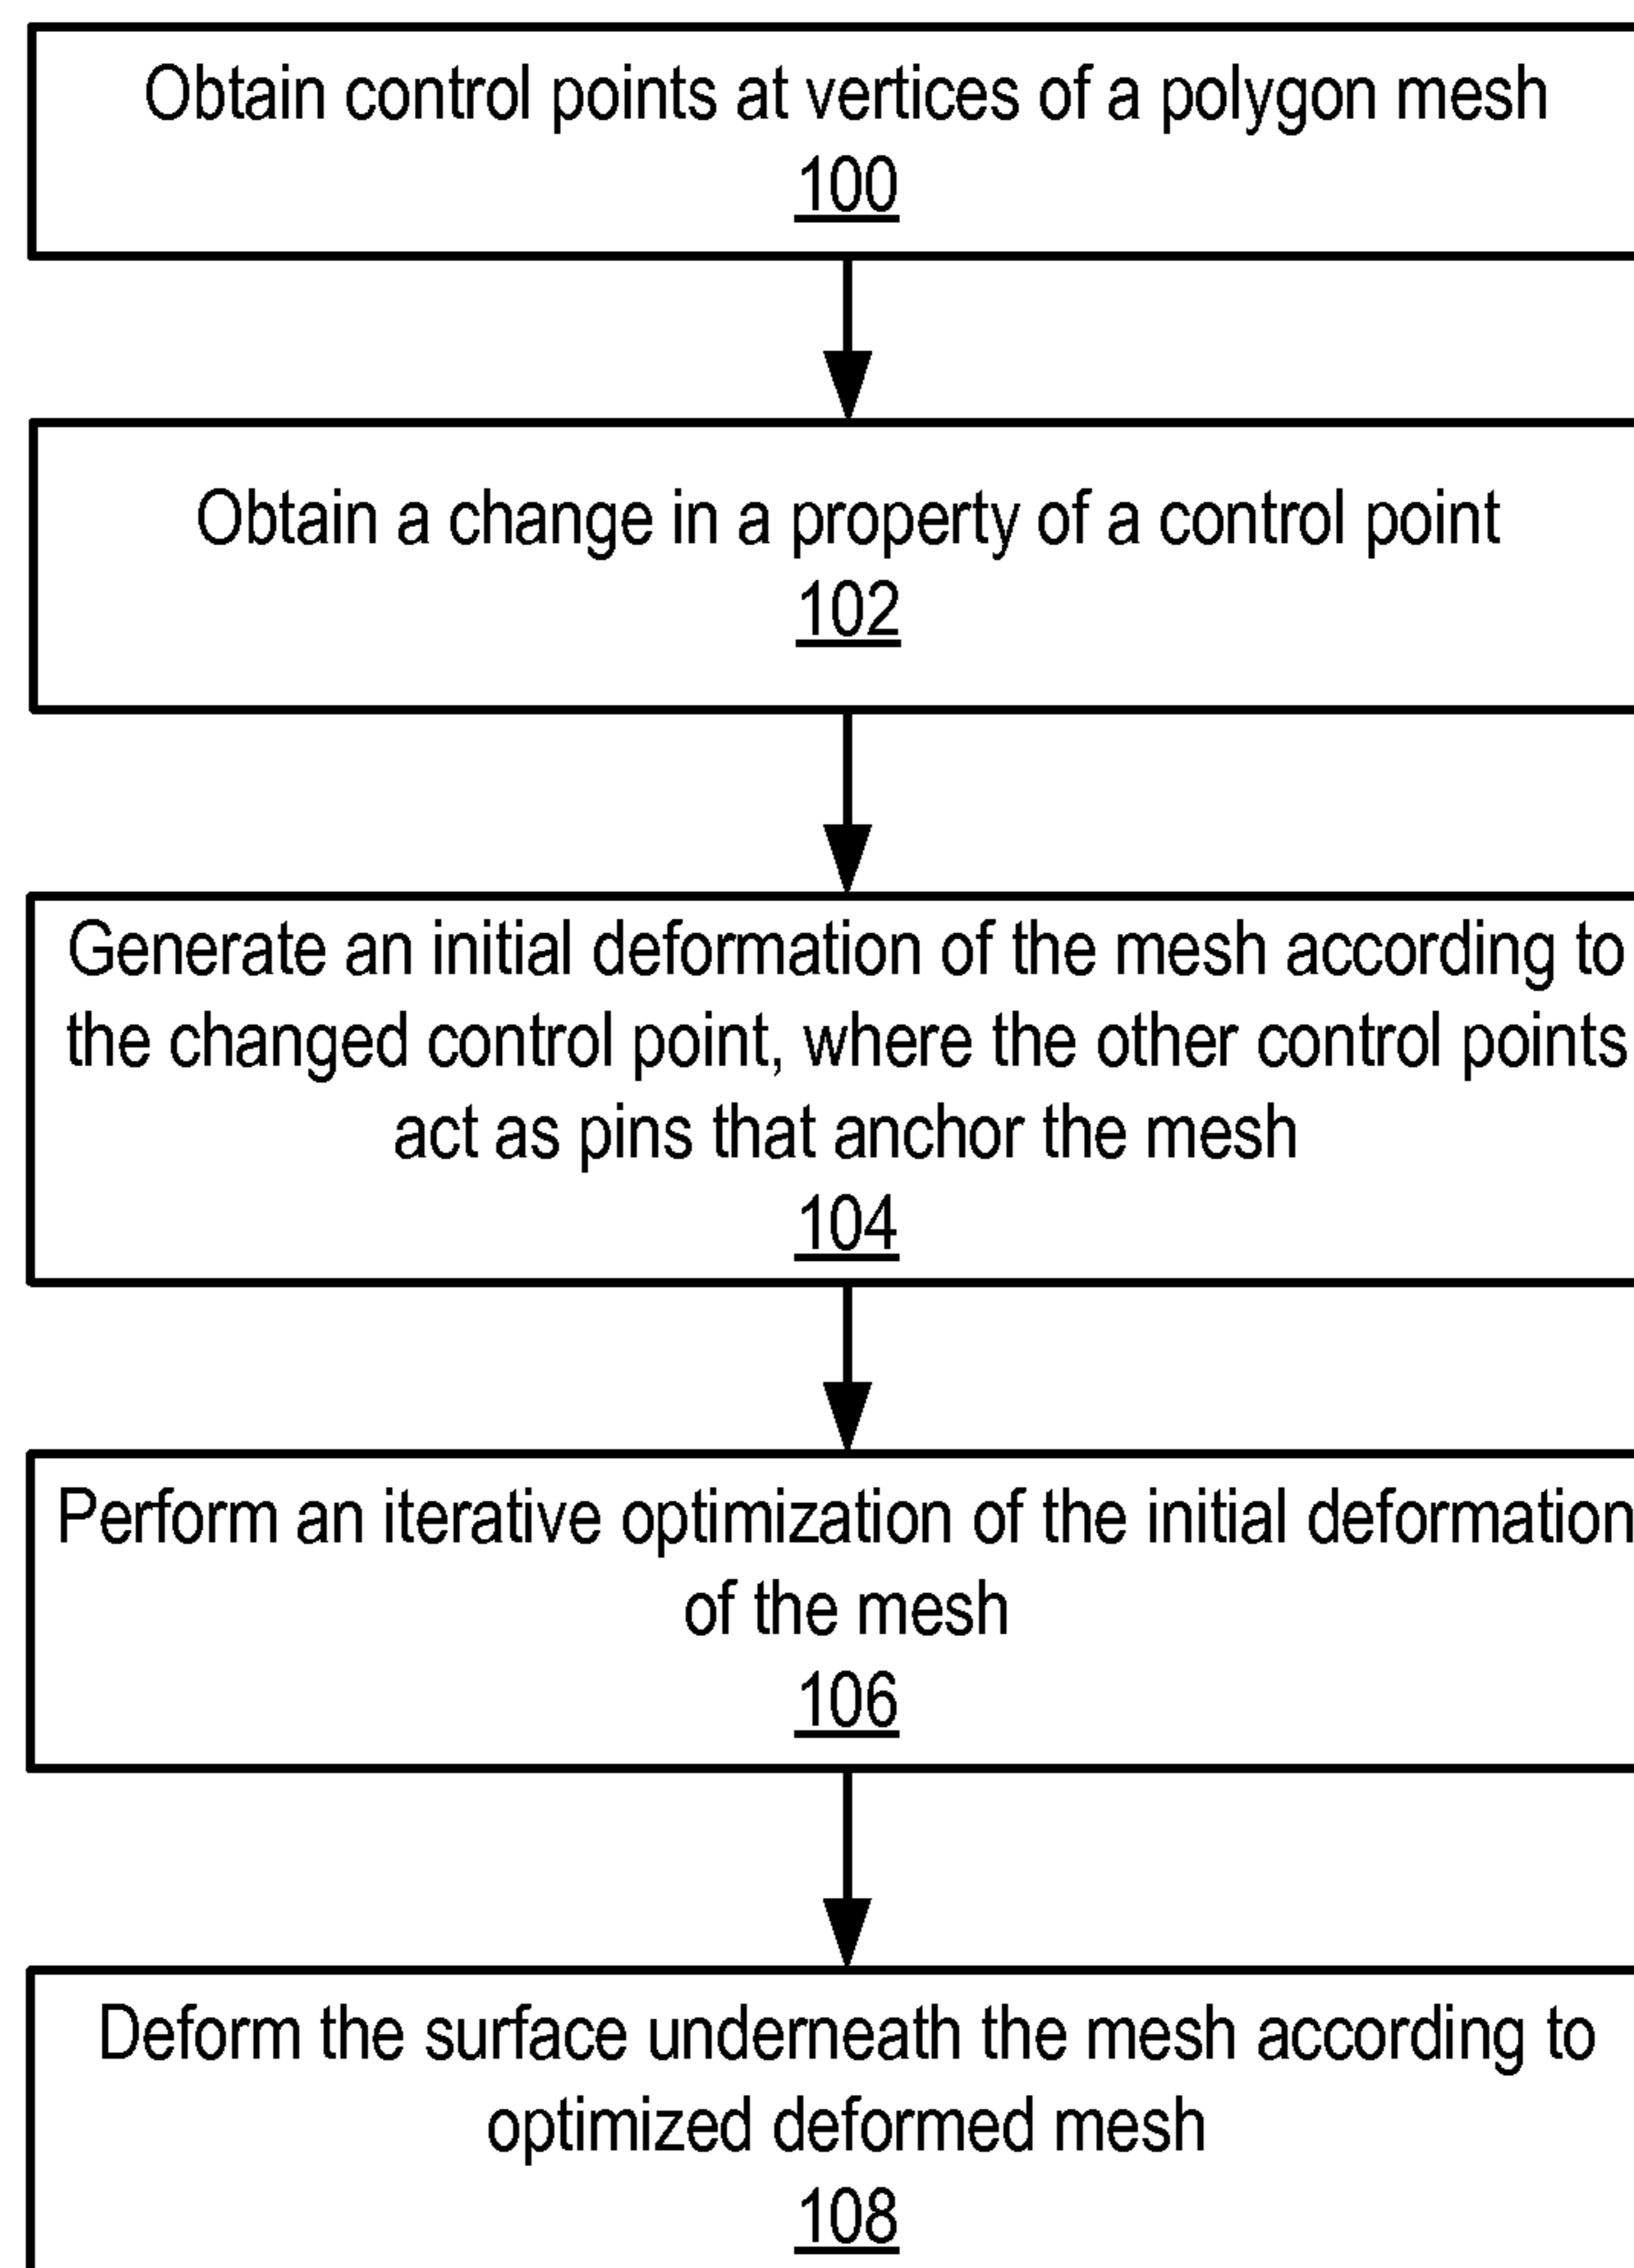 Obtain control points at vertices of a polygon mesh
100
Obtain a change in a property of a control point
102
Generate an initial deformation of the mesh according to
the changed control point, where the other control points
act as pins that anchor the mesh
104
Perform an iterative optimization of the initial deformation
of the mesh
106
Deform the surface underneath the mesh according to
optimized deformed mesh
108